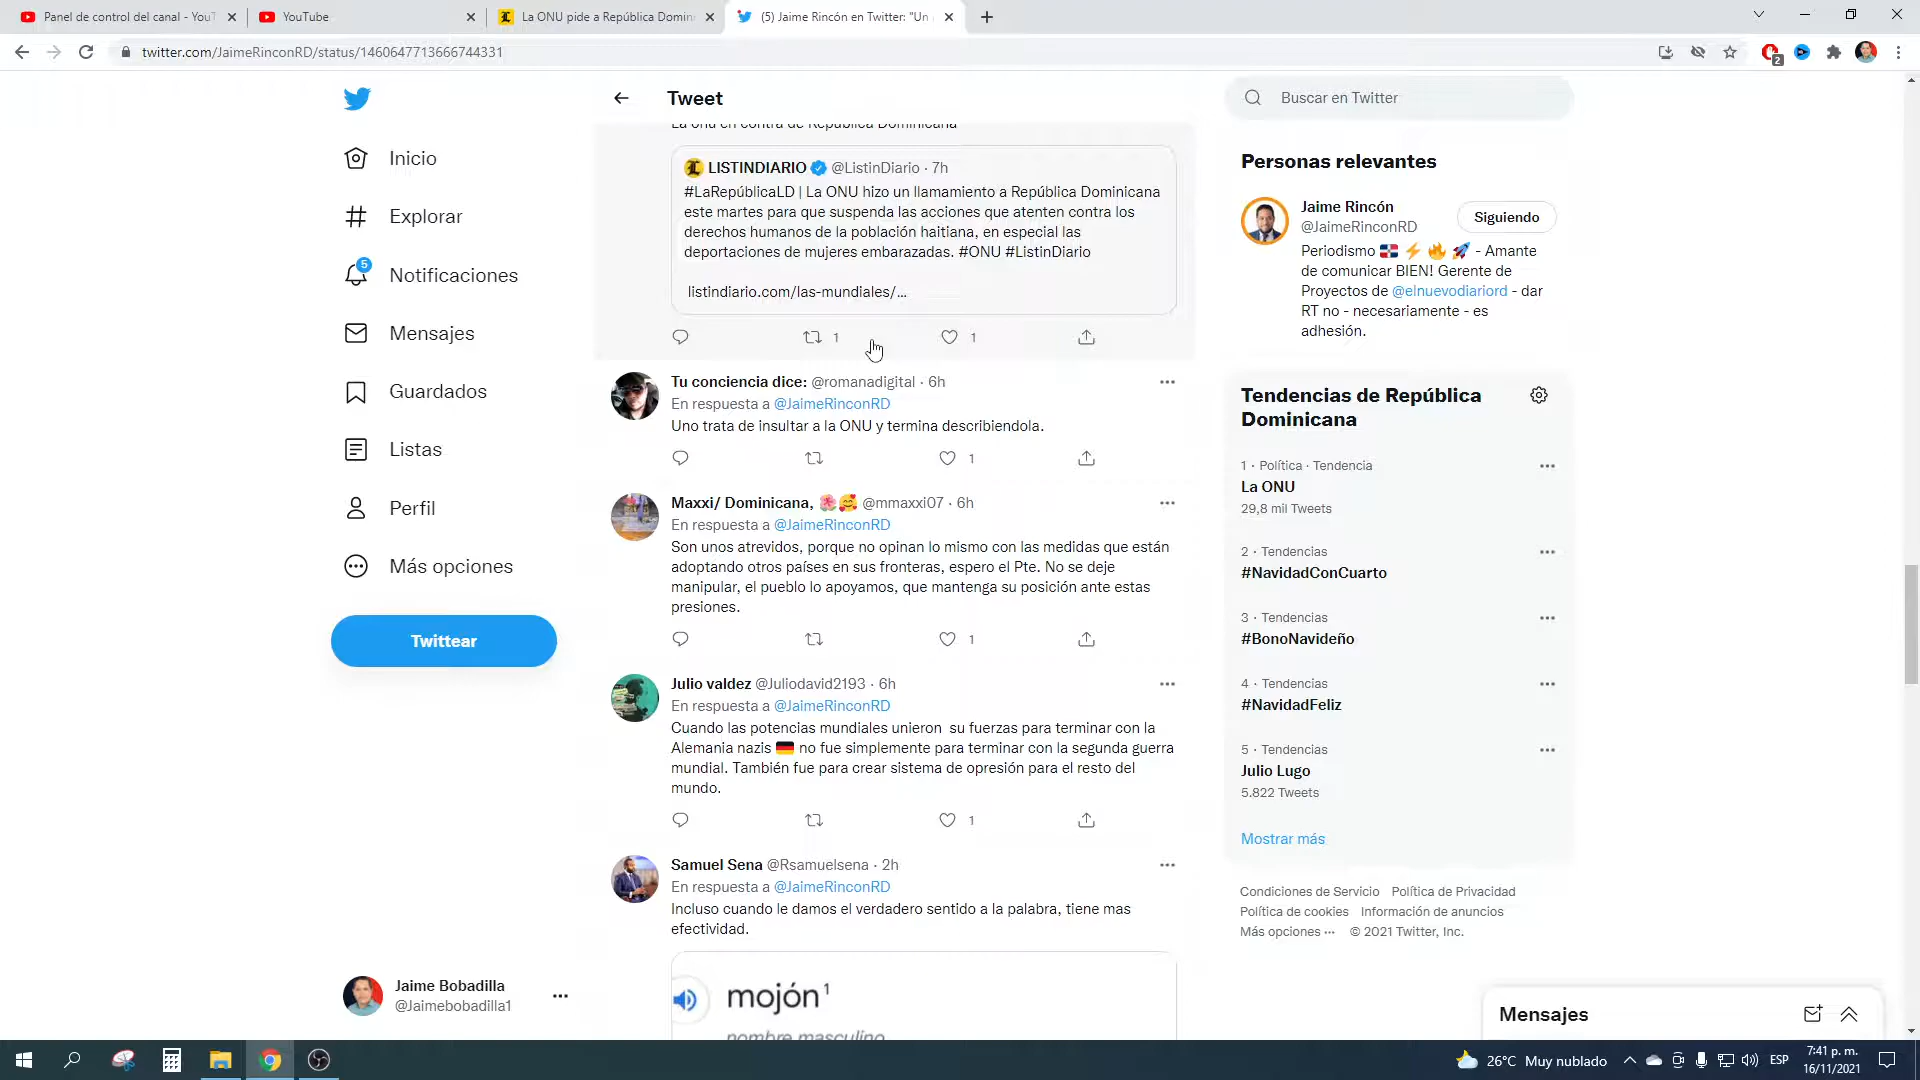 Panel de control del canal - YouT
YouTube
La ONU pide a República Domin
(5) Jaime Rincón en Twitter: "Un
twitter.com/JaimeRinconRD/status/1460647713666744331
2
Inicio
Explorar
5
Notificaciones
Mensajes
Guardados
Listas
Perfil
Más opciones
Twittear
Jaime Bobadilla
@Jaimebobadilla1
Tweet
La onu en contra de República Dominicana
LISTINDIARIO @ListinDiario · 7h
#LaRepúblicaLD | La ONU hizo un llamamiento a República Dominicana
este martes para que suspenda las acciones que atenten contra los
derechos humanos de la población haitiana, en especial las
deportaciones de mujeres embarazadas. #ONU #ListinDiario
listindiario.com/las-mundiales/...
1 1
Tu conciencia dice: @romanadigital · 6h
En respuesta a @JaimeRinconRD
Uno trata de insultar a la ONU y termina describiendola.
1
Maxxi/ Dominicana, 🌺🥰 @mmaxxi07 · 6h
En respuesta a @JaimeRinconRD
Son unos atrevidos, porque no opinan lo mismo con las medidas que están
adoptando otros países en sus fronteras, espero el Pte. No se deje
manipular, el pueblo lo apoyamos, que mantenga su posición ante estas
presiones.
1
Julio valdez @Juliodavid2193 · 6h
En respuesta a @JaimeRinconRD
Cuando las potencias mundiales unieron  su fuerzas para terminar con la
Alemania nazis 🇩🇪 no fue simplemente para terminar con la segunda guerra
mundial. También fue para crear sistema de opresión para el resto del
mundo.
1
Samuel Sena @Rsamuelsena · 2h
En respuesta a @JaimeRinconRD
Incluso cuando le damos el verdadero sentido a la palabra, tiene mas
efectividad.
mojón¹
nombre masculino
Buscar en Twitter
Personas relevantes
Jaime Rincón
@JaimeRinconRD
Siguiendo
Periodismo 🇩🇴 ⚡ 🔥 🚀 - Amante
de comunicar BIEN! Gerente de
Proyectos de @elnuevodiariord - dar
RT no - necesariamente - es
adhesión.
Tendencias de República
Dominicana
1 · Política · Tendencia
La ONU
29,8 mil Tweets
2 · Tendencias
#NavidadConCuarto
3 · Tendencias
#BonoNavideño
4 · Tendencias
#NavidadFeliz
5 · Tendencias
Julio Lugo
5.822 Tweets
Mostrar más
Condiciones de Servicio Política de Privacidad
Política de cookies Información de anuncios
Más opciones ··· © 2021 Twitter, Inc.
Mensajes
26°C Muy nublado
ESP
7:41 p. m.
16/11/2021